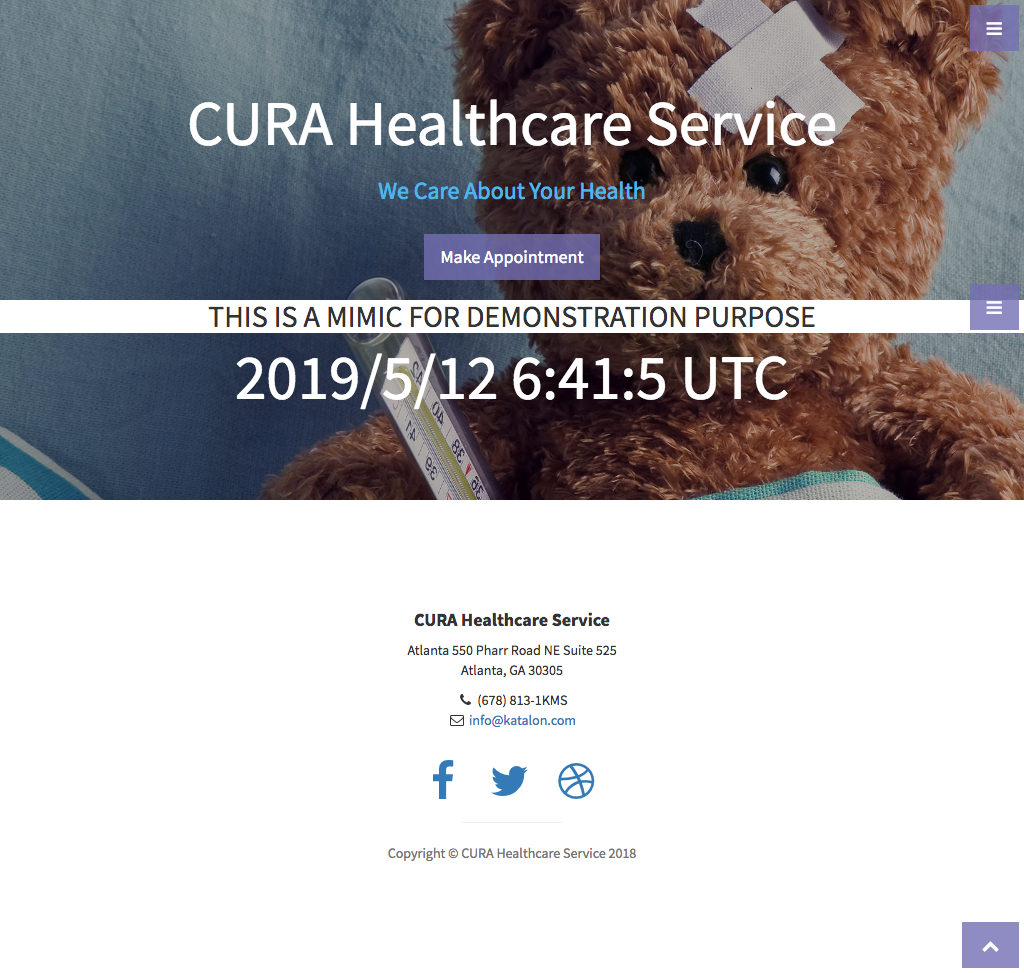 CURA Healthcare Service
We Care About Your Health
Make Appointment
THIS IS A MIMIC FOR DEMONSTRATION PURPOSE
2019/5/12 6:41:5 UTC
CURA Healthcare Service
Atlanta 550 Pharr Road NE Suite 525
Atlanta, GA 30305
(678) 813-1KMS
info@katalon.com
Copyright © CURA Healthcare Service 2018